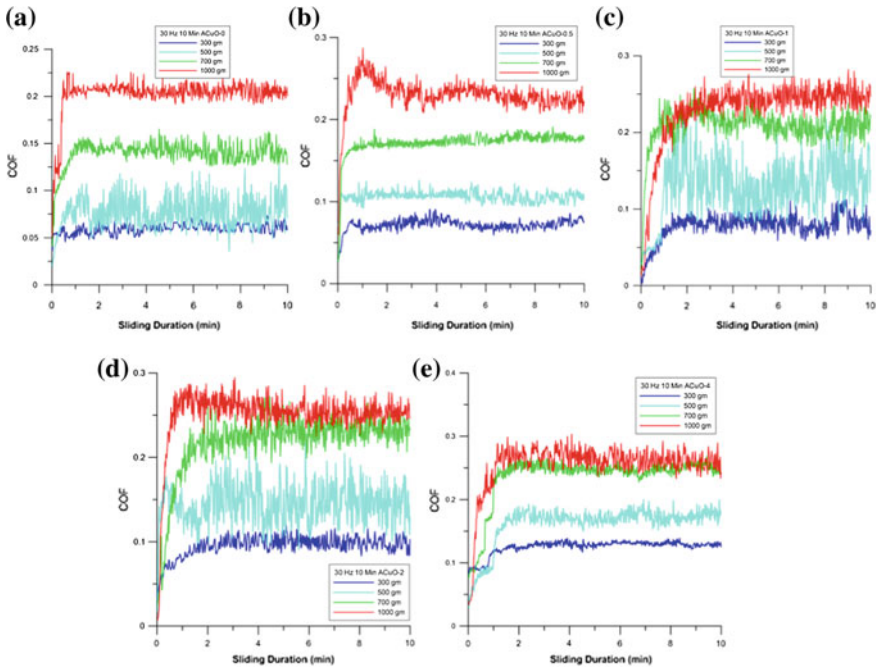 (a)
30 Hz 10 Min ACuO-0
300 gm
500 gm
700 gm
1000 gm
0.25
0.2
0.15
0.1
0.05
0
COF
0 2 4 6 8 10
Sliding Duration (min)
(b)
30 Hz 10 Min ACuO-0.5
300 gm
500 gm
700 gm
1000 gm
0.3
0.2
0.1
0
COF
0 2 4 6 8 10
Sliding Duration (min)
(c)
30 Hz 10 Min ACuO-1
300 gm
500 gm
700 gm
1000 gm
0.3
0.2
0.1
0
COF
0 2 4 6 8 10
Sliding Duration (min)
(d)
0.3
0.2
0.1
0
COF
30 Hz 10 Min ACuO-2
300 gm
500 gm
700 gm
1000 gm
0 2 4 6 8 10
Sliding Duration (min)
(e)
30 Hz 10 Min ACuO-4
300 gm
500 gm
700 gm
1000 gm
0.4
0.3
0.2
0.1
0
COF
0 2 4 6 8 10
Sliding Duration (min)